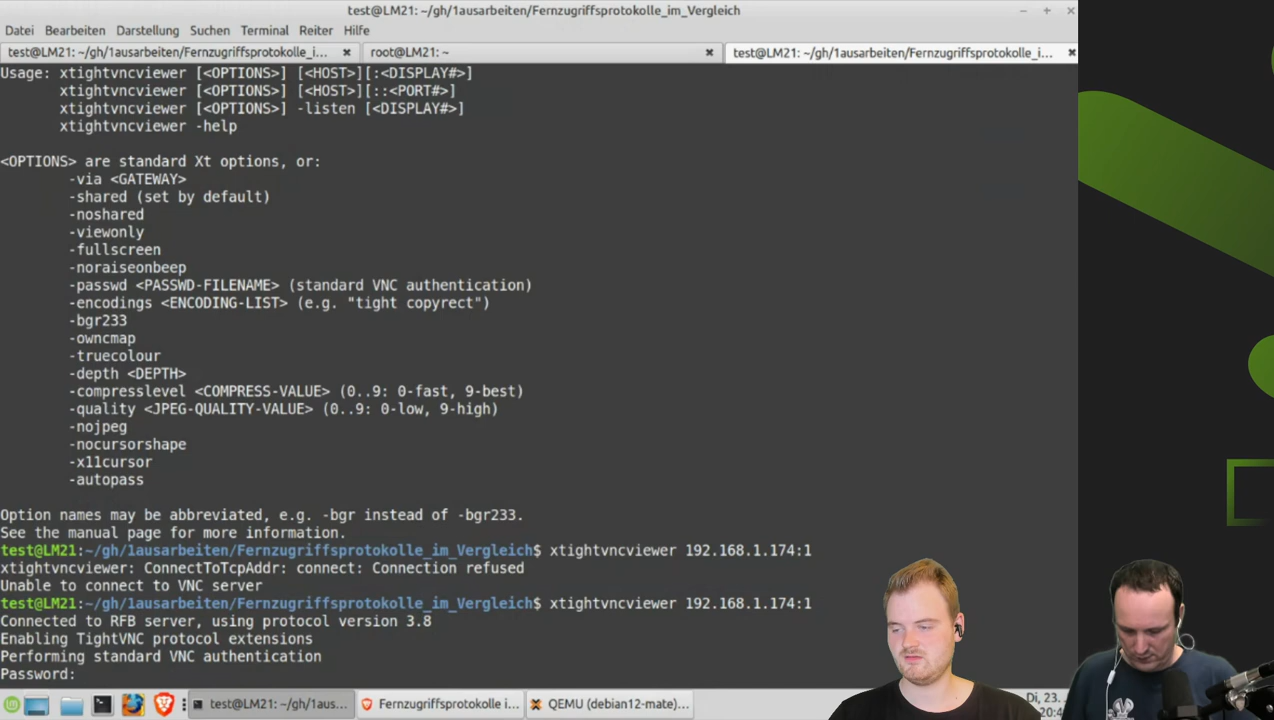 test@LM21: ~/gh/1ausarbeiten/Fernzugriffsprotokolle_im_Vergleich
Datei Bearbeiten Darstellung Suchen Terminal Reiter Hilfe
test@LM21: ~/gh/1ausarbeiten/Fernzugriffsprotokolle_i... root@LM21: ~ test@LM21: ~/gh/1ausarbeiten/Fernzugriffsprotokolle_i...
Usage: xtightvncviewer [<OPTIONS>] [<HOST>][:<DISPLAY#>]
xtightvncviewer [<OPTIONS>] [<HOST>][::<PORT#>]
xtightvncviewer [<OPTIONS>] -listen [<DISPLAY#>]
xtightvncviewer -help
<OPTIONS> are standard Xt options, or:
-via <GATEWAY>
-shared (set by default)
-noshared
-viewonly
-fullscreen
-noraiseonbeep
-passwd <PASSWD-FILENAME> (standard VNC authentication)
-encodings <ENCODING-LIST> (e.g. "tight copyrect")
-bgr233
-owncmap
-truecolour
-depth <DEPTH>
-compresslevel <COMPRESS-VALUE> (0..9: 0-fast, 9-best)
-quality <JPEG-QUALITY-VALUE> (0..9: 0-low, 9-high)
-nojpeg
-nocursorshape
-x11cursor
-autopass
Option names may be abbreviated, e.g. -bgr instead of -bgr233.
See the manual page for more information.
test@LM21:~/gh/1ausarbeiten/Fernzugriffsprotokolle_im_Vergleich$ xtightvncviewer 192.168.1.174:1
xtightvncviewer: ConnectToTcpAddr: connect: Connection refused
Unable to connect to VNC server
test@LM21:~/gh/1ausarbeiten/Fernzugriffsprotokolle_im_Vergleich$ xtightvncviewer 192.168.1.174:1
Connected to RFB server, using protocol version 3.8
Enabling TightVNC protocol extensions
Performing standard VNC authentication
Password:
test@LM21: ~/gh/1aus... Fernzugriffsprotokolle i... QEMU (debian12-mate)... Di, 23.